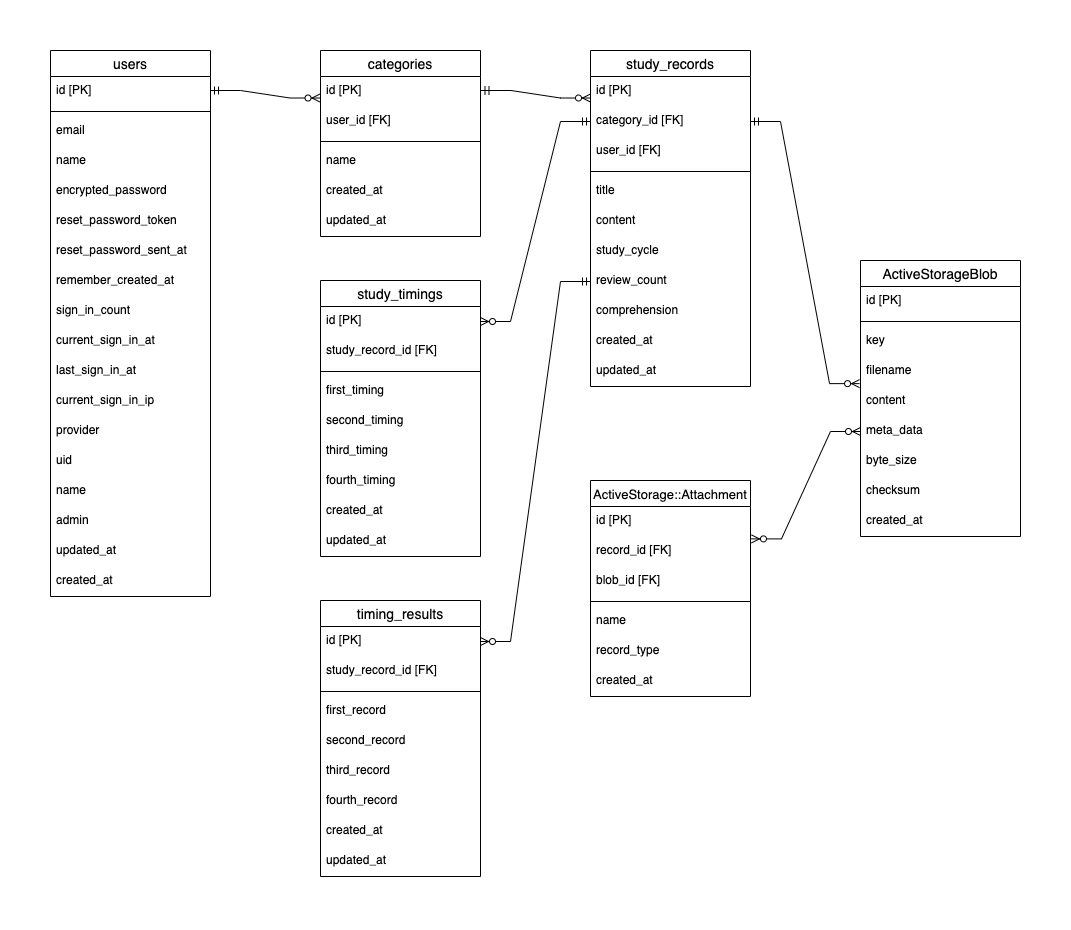 users
id [PK]
email
name
encrypted_password
reset_password_token
reset_password_sent_at
remember_created_at
sign_in_count
current_sign_in_at
last_sign_in_at
current_sign_in_ip
provider
uid
name
admin
updated_at
created_at
categories
id [PK]
user_id [FK]
name
created_at
updated_at
study_timings
id [PK]
study_record_id [FK]
first_timing
second_timing
third_timing
fourth_timing
created_at
updated_at
timing_results
id [PK]
study_record_id [FK]
first_record
second_record
third_record
fourth_record
created_at
updated_at
study_records
id [PK]
category_id [FK]
user_id [FK]
title
content
study_cycle
review_count
comprehension
created_at
updated_at
ActiveStorage::Attachment
id [PK]
record_id [FK]
blob_id [FK]
name
record_type
created_at
ActiveStorageBlob
id [PK]
key
filename
content
meta_data
byte_size
checksum
created_at